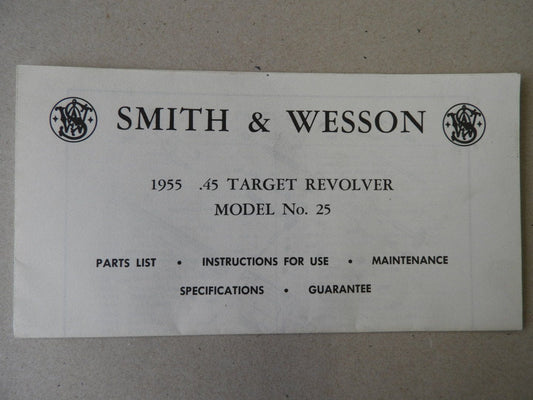 SMITH & WESSON
1955 .45 TARGET REVOLVER
MODEL No. 25
PARTS LIST • INSTRUCTIONS FOR USE • MAINTENANCE
SPECIFICATIONS • GUARANTEE